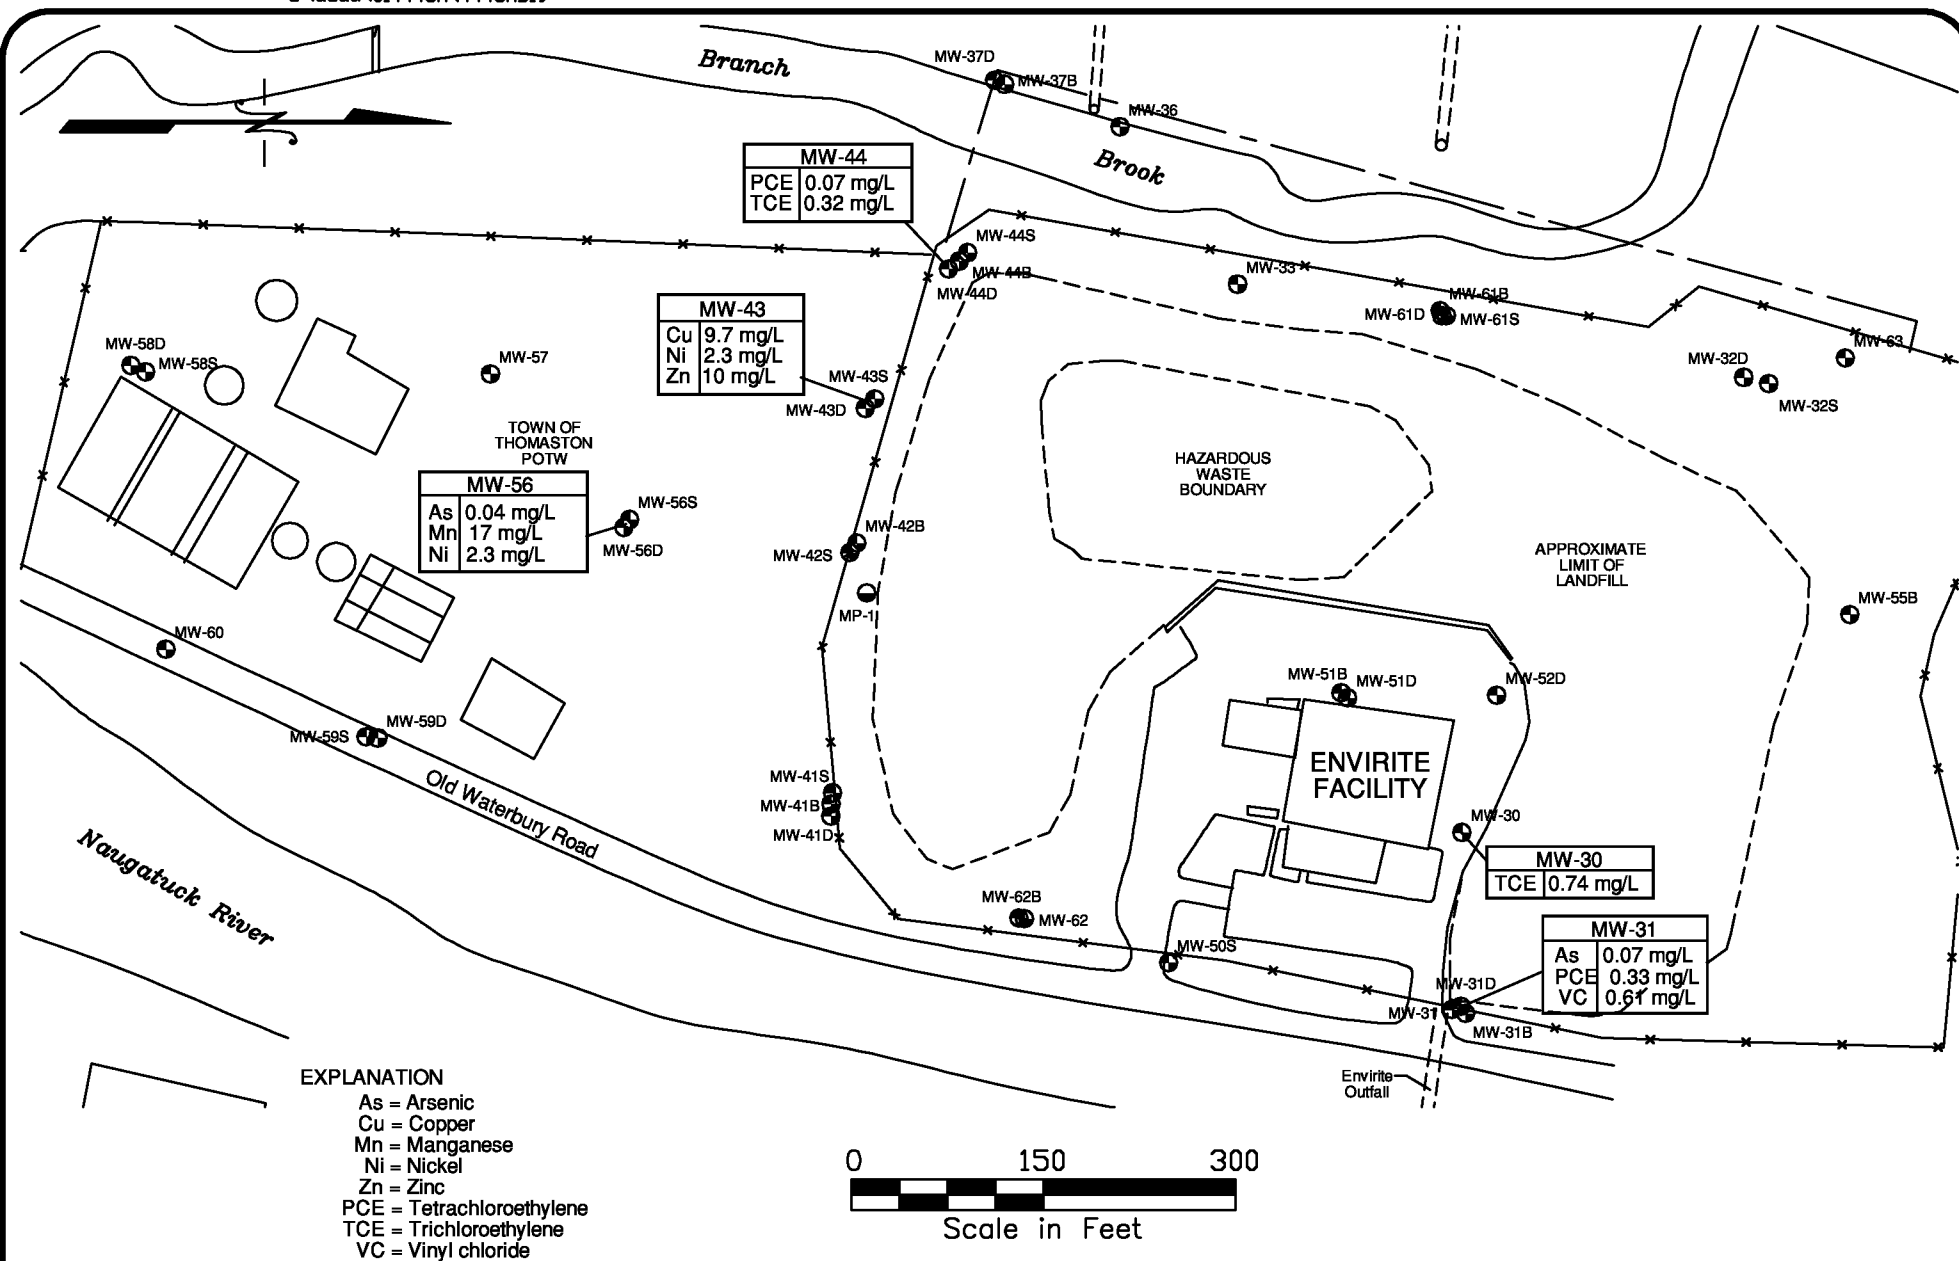 Branch
MW-37D
MW-37B
MW-36
Brook
MW-44
PCE 0.07 mg/L
TCE 0.32 mg/L
MW-44S
MW-44B
MW-44D
MW-33
MW-61B
MW-61D
MW-61S
MW-63
MW-32D
MW-32S
MW-43
Cu 9.7 mg/L
Ni 2.3 mg/L
Zn 10 mg/L
MW-43S
MW-43D
MW-58D
MW-58S
MW-57
TOWN OF
THOMASTON
POTW
MW-56
As 0.04 mg/L
Mn 17 mg/L
Ni 2.3 mg/L
MW-56S
MW-56D
HAZARDOUS
WASTE
BOUNDARY
MW-42B
MW-42S
MP-1
APPROXIMATE
LIMIT OF
LANDFILL
MW-55B
MW-60
MW-51B
MW-51D
MW-52D
MW-59D
MW-59S
Old Waterbury Road
ENVIRITE
FACILITY
MW-41S
MW-41B
MW-41D
MW-30
MW-30
TCE 0.74 mg/L
Naugatuck River
MW-62B
MW-62
MW-50S
MW-31
As 0.07 mg/L
PCE 0.33 mg/L
VC 0.61 mg/L
MW-31D
MW-31
MW-31B
Envirite
Outfall
EXPLANATION
As = Arsenic
Cu = Copper
Mn = Manganese
Ni = Nickel
Zn = Zinc
PCE = Tetrachloroethylene
TCE = Trichloroethylene
VC = Vinyl chloride
0 150 300
Scale in Feet